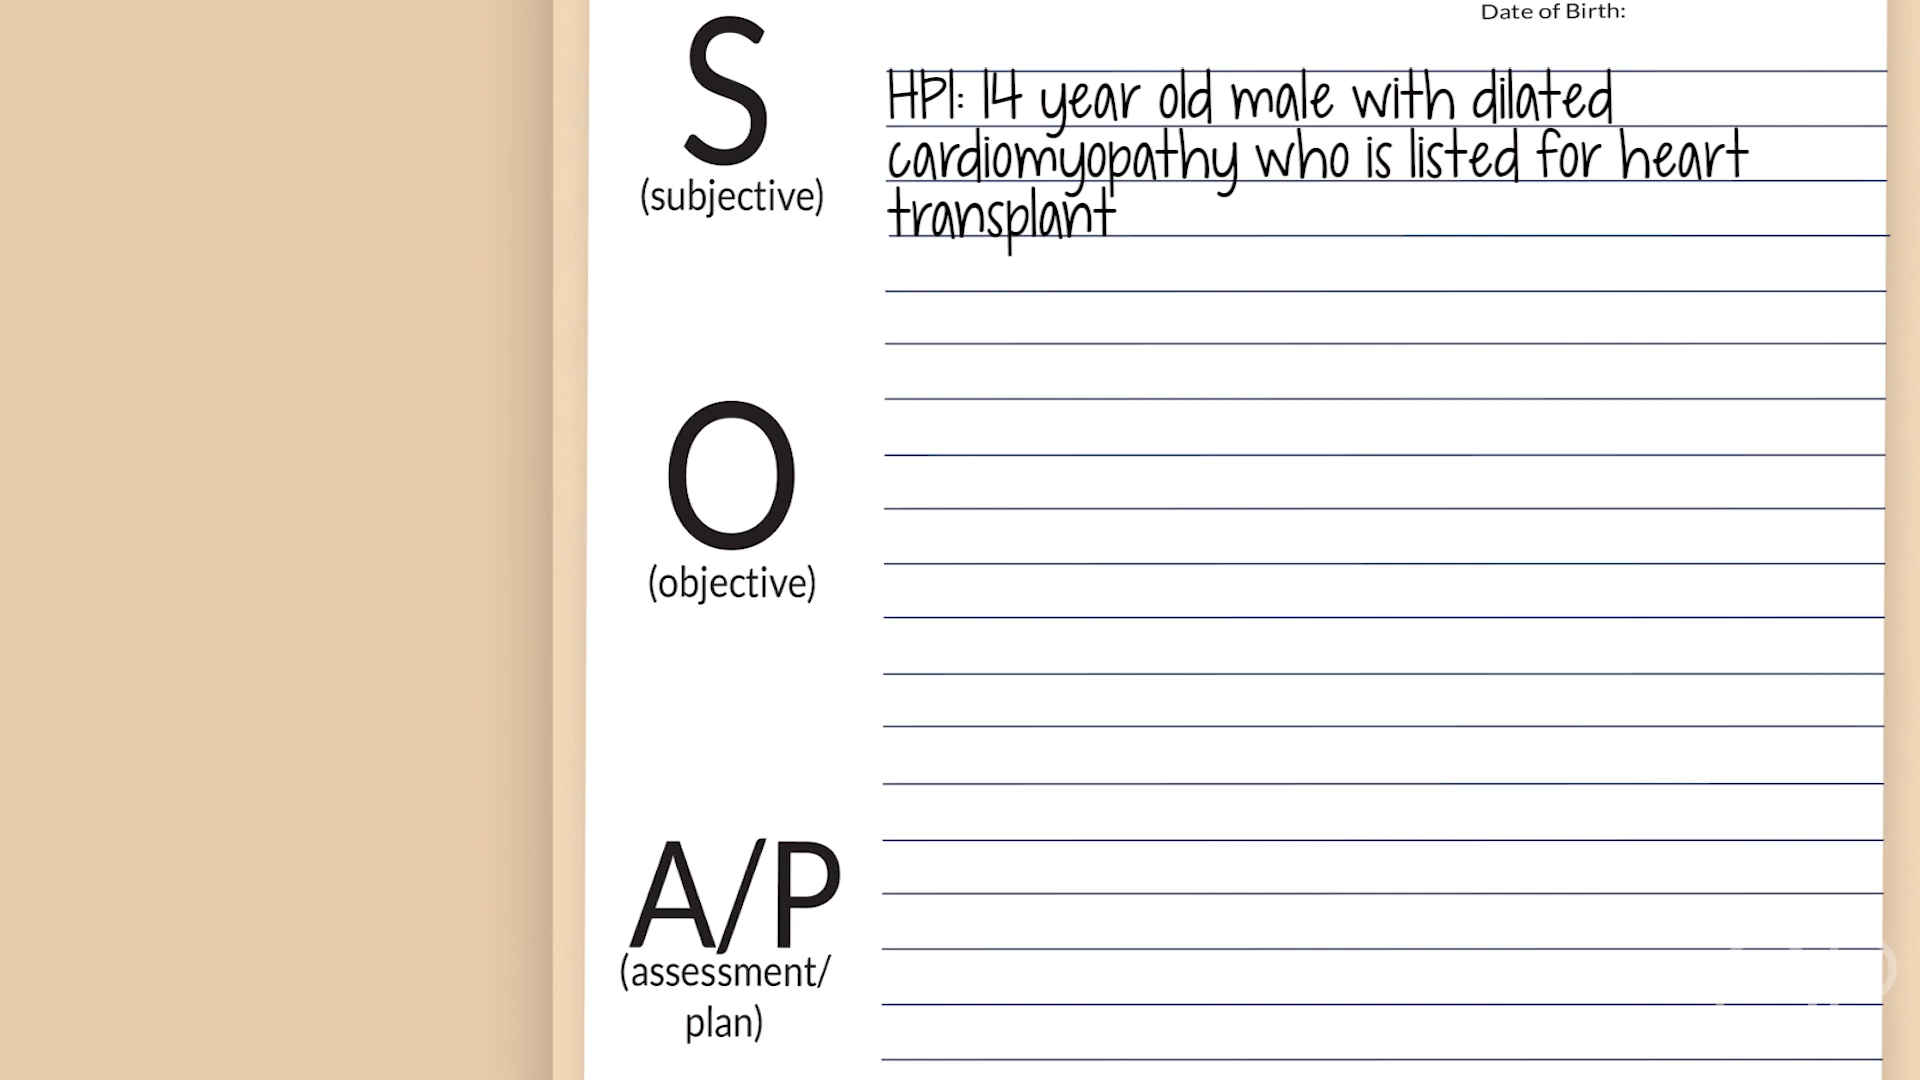 Date of Birth:
S
(subjective)
HPI: 14 year old male with dilated
cardiomyopathy who is listed for heart
transplant
O
(objective)
A/P
(assessment/
plan)